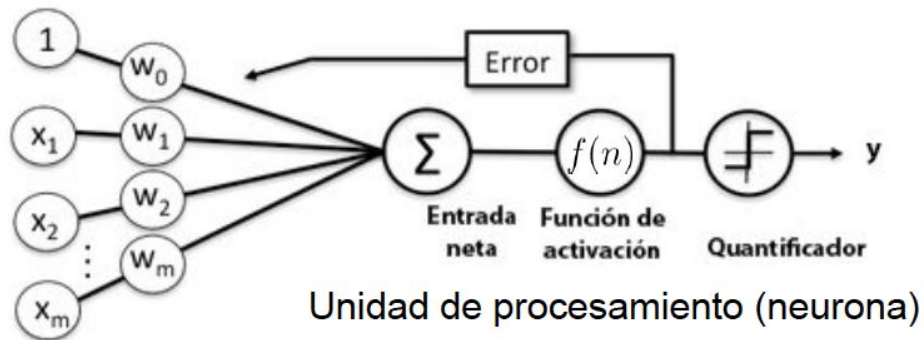 1
w₀
Error
x₁
w₁
Σ
f(n)
y
x₂
w₂
⋮
wₘ
xₘ
Entrada
neta
Función de
activación
Quantificador
Unidad de procesamiento (neurona)